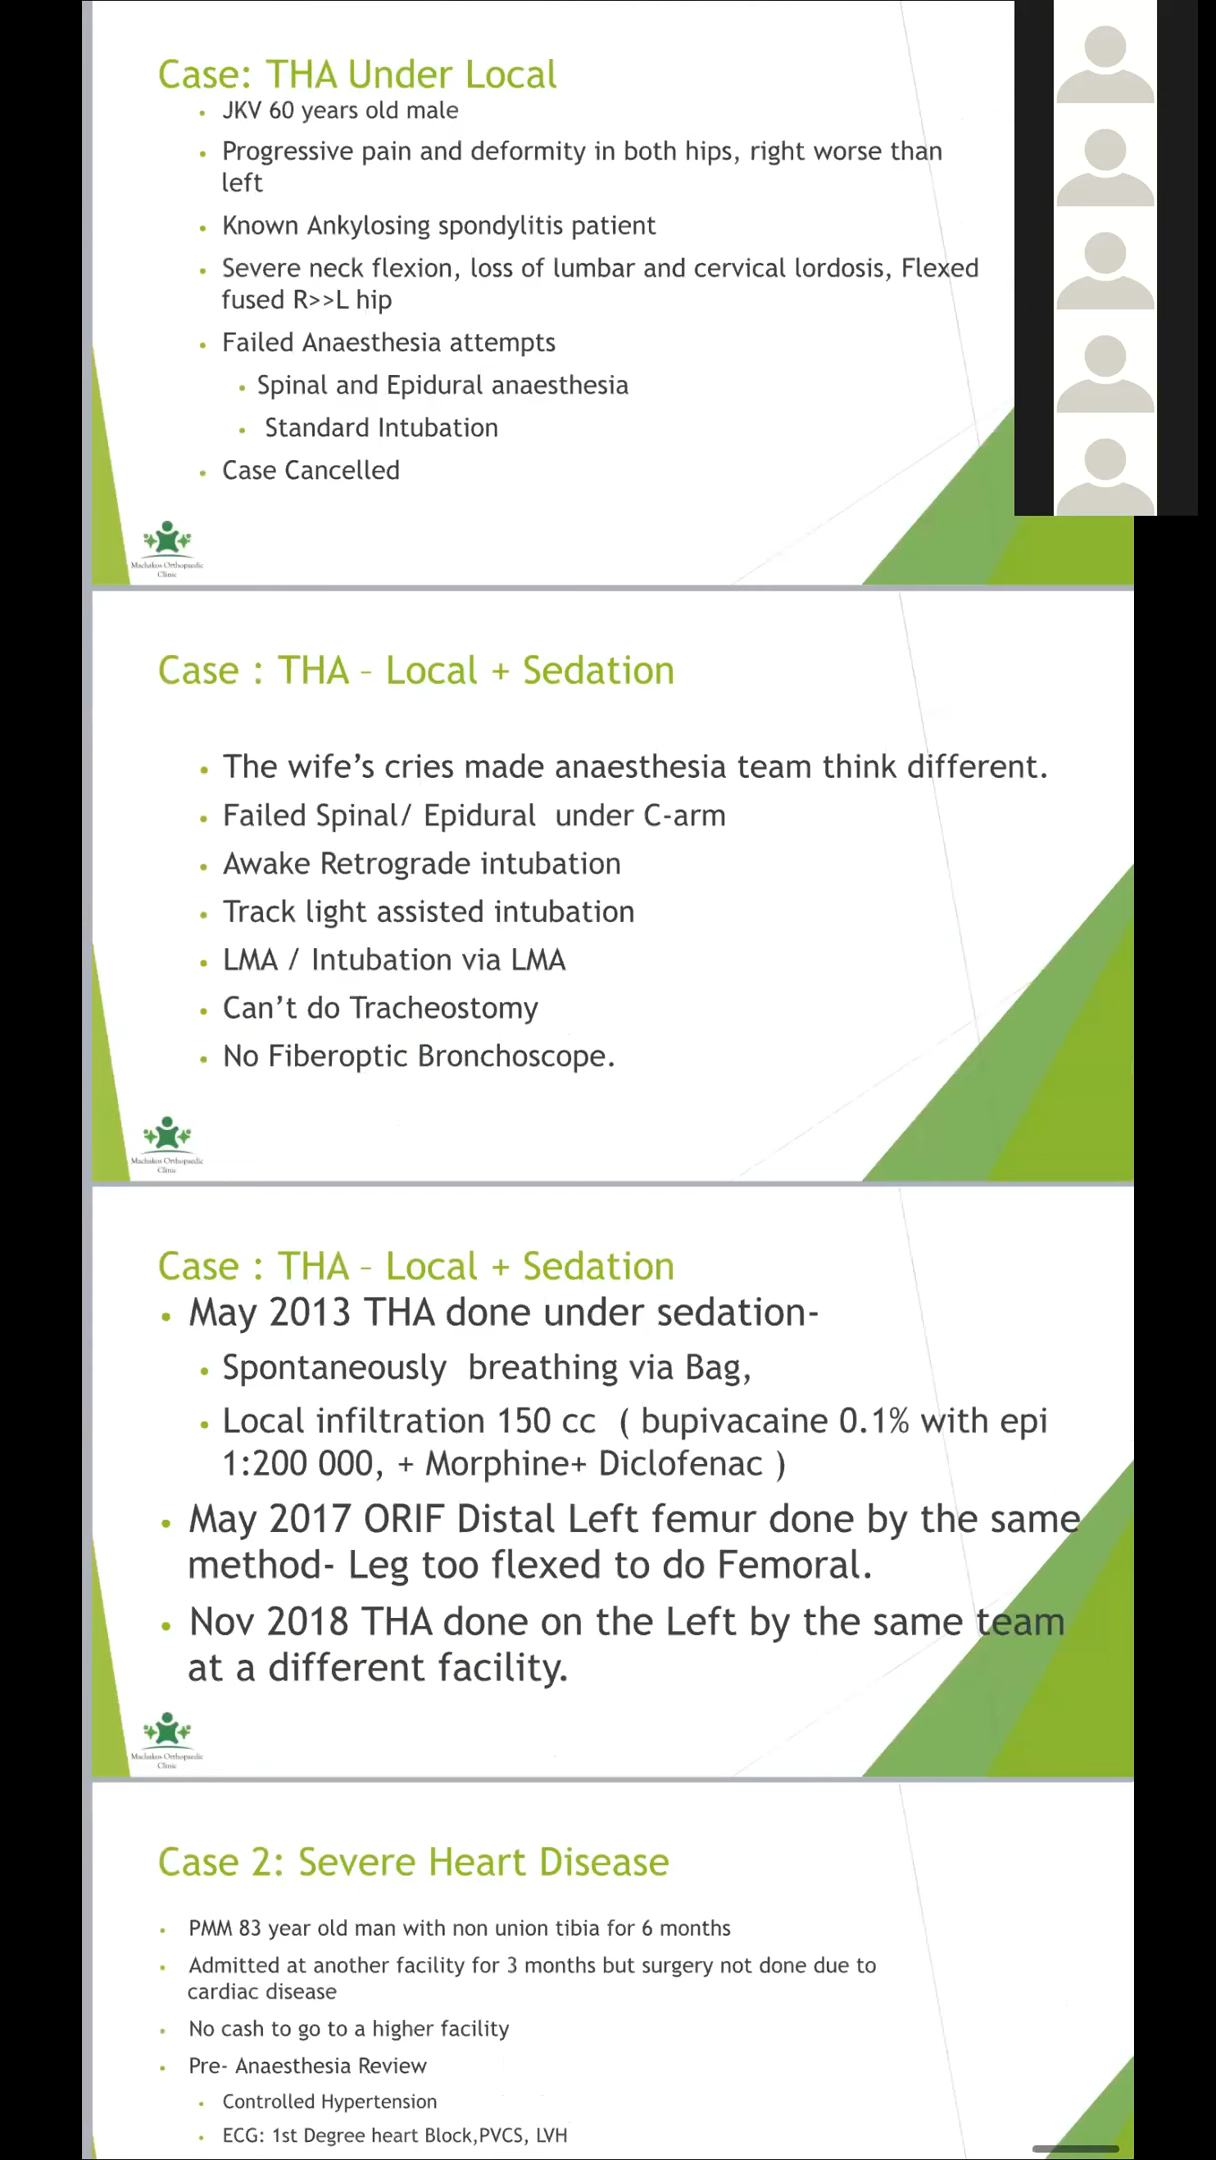 Case: THA Under Local
• JKV 60 years old male
• Progressive pain and deformity in both hips, right worse than
left
• Known Ankylosing spondylitis patient
• Severe neck flexion, loss of lumbar and cervical lordosis, Flexed
fused R>>L hip
• Failed Anaesthesia attempts
• Spinal and Epidural anaesthesia
• Standard Intubation
• Case Cancelled
Machakos Orthopaedic
Clinic
Case : THA – Local + Sedation
• The wife’s cries made anaesthesia team think different.
• Failed Spinal/ Epidural under C-arm
• Awake Retrograde intubation
• Track light assisted intubation
• LMA / Intubation via LMA
• Can’t do Tracheostomy
• No Fiberoptic Bronchoscope.
Machakos Orthopaedic
Clinic
Case : THA – Local + Sedation
• May 2013 THA done under sedation-
• Spontaneously breathing via Bag,
• Local infiltration 150 cc ( bupivacaine 0.1% with epi
1:200 000, + Morphine+ Diclofenac )
• May 2017 ORIF Distal Left femur done by the same
method- Leg too flexed to do Femoral.
• Nov 2018 THA done on the Left by the same team
at a different facility.
Machakos Orthopaedic
Clinic
Case 2: Severe Heart Disease
• PMM 83 year old man with non union tibia for 6 months
• Admitted at another facility for 3 months but surgery not done due to
cardiac disease
• No cash to go to a higher facility
• Pre- Anaesthesia Review
• Controlled Hypertension
• ECG: 1st Degree heart Block,PVCS, LVH